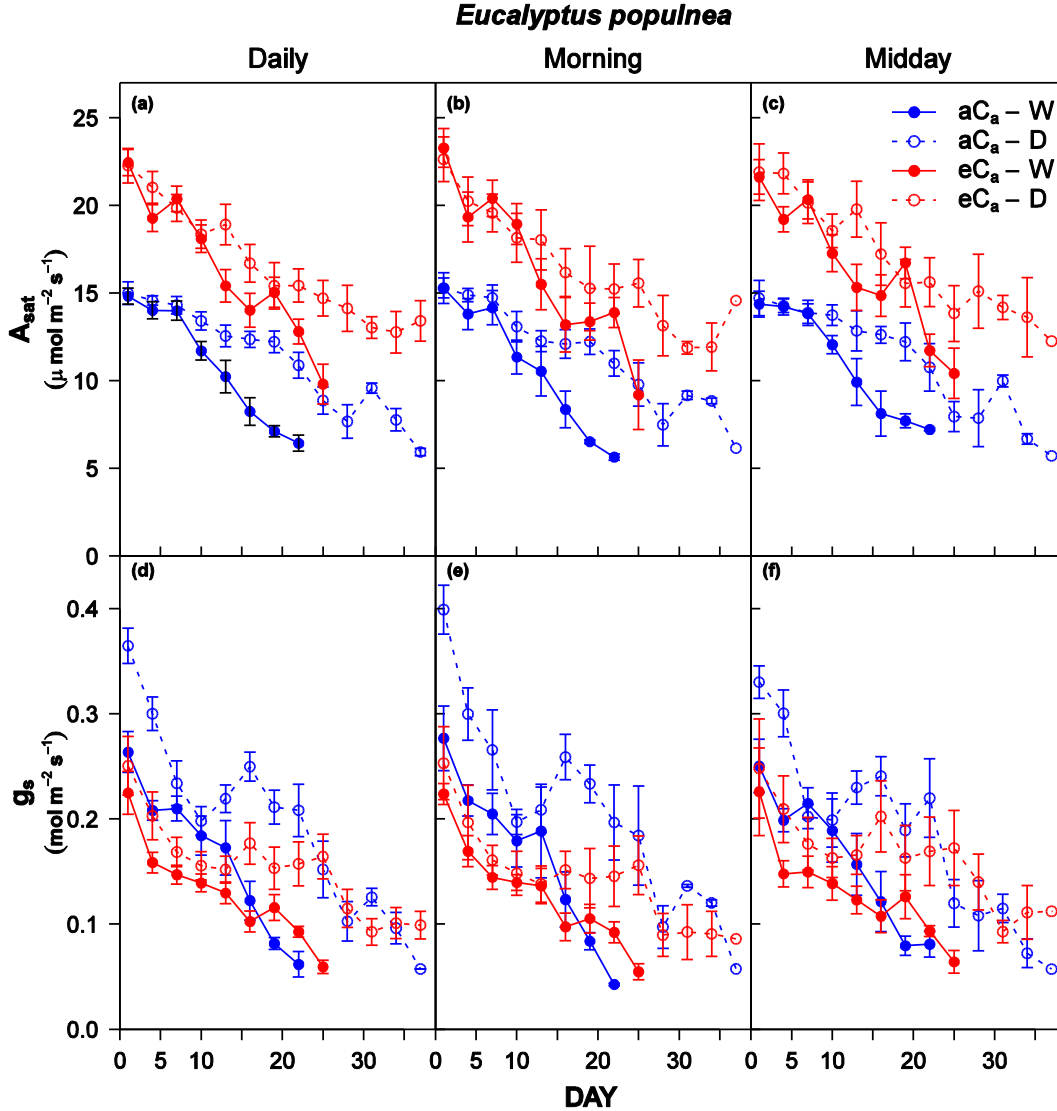 Eucalyptus populnea
Daily Morning Midday
(a) (b) (c)
aCₐ – W
aCₐ – D
eCₐ – W
eCₐ – D
25
20
15
10
5
0
Aₛₐₜ
(μ mol m⁻² s⁻¹)
(d) (e) (f)
0.4
0.3
0.2
0.1
0.0
gₛ
(mol m⁻² s⁻¹)
0 10 20 30 0 5 10 20 30 0 5 10 20 30
DAY